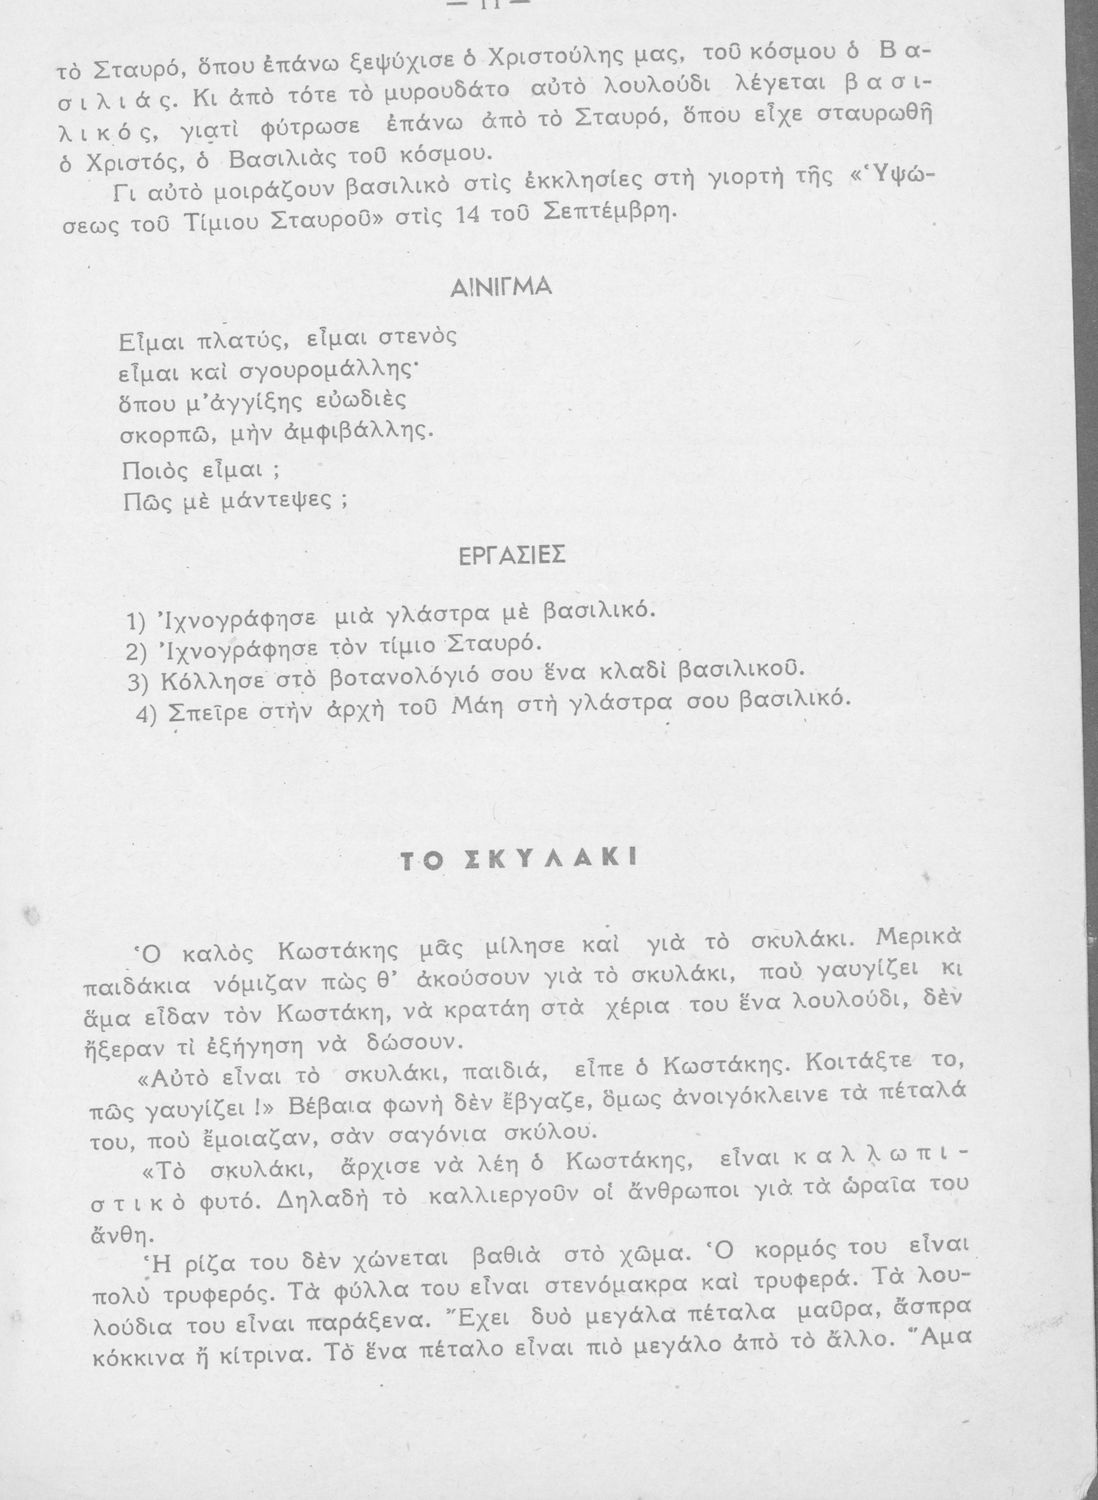 — 11 —
τὸ Σταυρό, ὅπου ἐπάνω ξεψύχισε ὁ Χριστούλης μας, τοῦ κόσμου ὁ Β α-
σ ι λ ι ά ς. Κι ἀπὸ τότε τὸ μυρουδάτο αὐτὸ λουλούδι λέγεται β α σ ι -
λ ι κ ό ς, γιατὶ φύτρωσε ἐπάνω ἀπὸ τὸ Σταυρό, ὅπου εἶχε σταυρωθῆ
ὁ Χριστός, ὁ Βασιλιὰς τοῦ κόσμου.
Γι αὐτὸ μοιράζουν βασιλικὸ στὶς ἐκκλησίες στὴ γιορτὴ τῆς «Ὑψώ-
σεως τοῦ Τίμιου Σταυροῦ» στὶς 14 τοῦ Σεπτέμβρη.
ΑΙΝΙΓΜΑ
Εἶμαι πλατύς, εἶμαι στενὸς
εἶμαι καὶ σγουρομάλλης·
ὅπου μ'ἀγγίξης εὐωδιὲς
σκορπῶ, μὴν ἀμφιβάλλης.
Ποιὸς εἶμαι ;
Πῶς μὲ μάντεψες ;
ΕΡΓΑΣΙΕΣ
1) Ἰχνογράφησε μιὰ γλάστρα μὲ βασιλικό.
2) Ἰχνογράφησε τὸν τίμιο Σταυρό.
3) Κόλλησε στὸ βοτανολόγιό σου ἕνα κλαδὶ βασιλικοῦ.
4) Σπεῖρε στὴν ἀρχὴ τοῦ Μάη στὴ γλάστρα σου βασιλικό.
ΤΟ ΣΚΥΛΑΚΙ
Ὁ καλὸς Κωστάκης μᾶς μίλησε καὶ γιὰ τὸ σκυλάκι. Μερικὰ
παιδάκια νόμιζαν πὼς θ' ἀκούσουν γιὰ τὸ σκυλάκι, ποὺ γαυγίζει κι
ἅμα εἶδαν τὸν Κωστάκη, νὰ κρατάη στὰ χέρια του ἕνα λουλούδι, δὲν
ἤξεραν τὶ ἐξήγηση νὰ δώσουν.
«Αὐτὸ εἶναι τὸ σκυλάκι, παιδιά, εἶπε ὁ Κωστάκης. Κοιτάξτε το,
πῶς γαυγίζει !» Βέβαια φωνὴ δὲν ἔβγαζε, ὅμως ἀνοιγόκλεινε τὰ πέταλά
του, ποὺ ἔμοιαζαν, σὰν σαγόνια σκύλου.
«Τὸ σκυλάκι, ἄρχισε νὰ λέη ὁ Κωστάκης, εἶναι κ α λ λ ω π ι -
σ τ ι κ ὸ φυτό. Δηλαδὴ τὸ καλλιεργοῦν οἱ ἄνθρωποι γιὰ τὰ ὡραῖα του
ἄνθη.
Ἡ ρίζα του δὲν χώνεται βαθιὰ στὸ χῶμα. Ὁ κορμός του εἶναι
πολὺ τρυφερός. Τὰ φύλλα του εἶναι στενόμακρα καὶ τρυφερά. Τὰ λου-
λούδια του εἶναι παράξενα. Ἔχει δυὸ μεγάλα πέταλα μαῦρα, ἄσπρα
κόκκινα ἤ κίτρινα. Τὸ ἕνα πέταλο εἶναι πιὸ μεγάλο ἀπὸ τὸ ἄλλο. Ἅμα